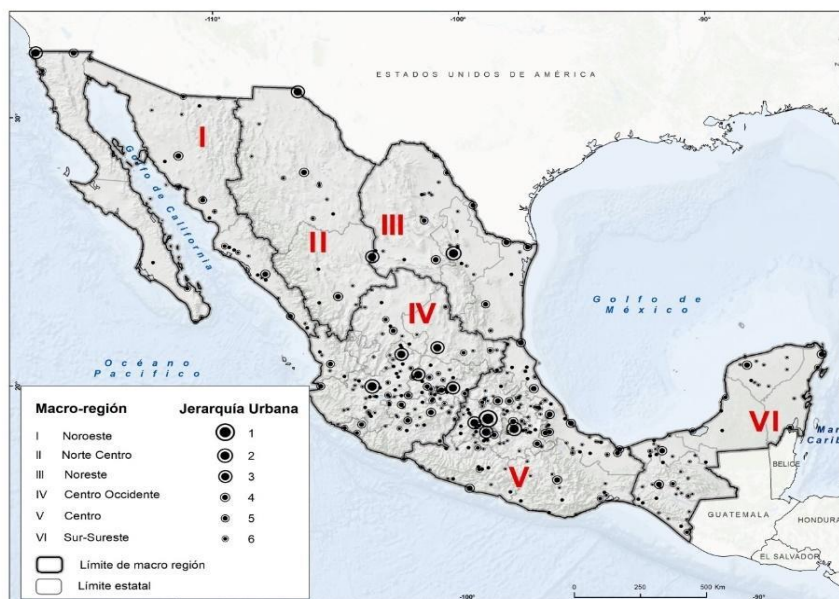 -110°
-100°
-90°
ESTADOS UNIDOS DE AMÉRICA
30°
I
Golfo de California
III
II
Golfo de
México
IV
Océano
Pacífico
20°
VI
Mar
Caribe
BELICE
V
GUATEMALA
HONDURA
EL SALVADOR
Macro-región
Jerarquía Urbana
I Noroeste
1
II Norte Centro
2
III Noreste
3
IV Centro Occidente
4
V Centro
5
VI Sur-Sureste
6
Límite de macro región
Límite estatal
0 250 500 Km
-100°
-90°